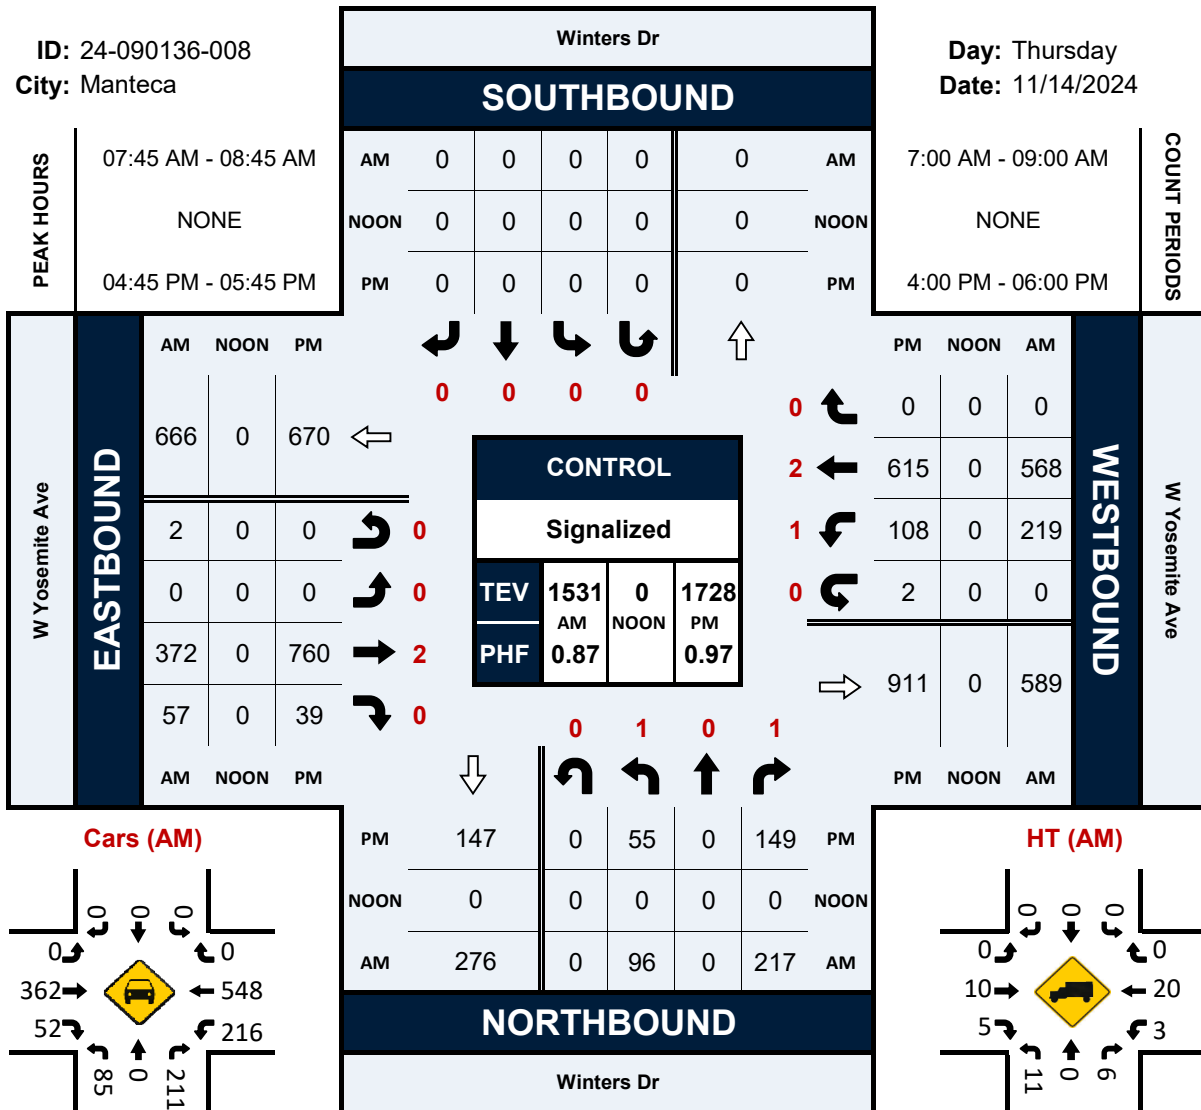 Winters Dr
ID: 24-090136-008
City: Manteca
Day: Thursday
Date: 11/14/2024
SOUTHBOUND
PEAK HOURS
07:45 AM - 08:45 AM
NONE
04:45 PM - 05:45 PM
AM 0 0 0 0 0 AM
NOON 0 0 0 0 0 NOON
PM 0 0 0 0 0 PM
7:00 AM - 09:00 AM
NONE
4:00 PM - 06:00 PM
COUNT PERIODS
0 0 0 0
W Yosemite Ave
EASTBOUND
AM NOON PM
666 0 670
2 0 0 0
0 0 0 0
372 0 760 2
57 0 39 0
AM NOON PM
CONTROL
Signalized
TEV 1531 0 1728
AM NOON PM
PHF 0.87 0.97
PM NOON AM
0 0 0 0
2 615 0 568
1 108 0 219
0 2 0 0
911 0 589
PM NOON AM
WESTBOUND
W Yosemite Ave
0 1 0 1
PM 147 0 55 0 149 PM
NOON 0 0 0 0 0 NOON
AM 276 0 96 0 217 AM
NORTHBOUND
Winters Dr
Cars (AM)
0 0 0
0 0
362 548
52 216
85 0 211
HT (AM)
0 0 0
0 0
10 20
5 3
11 0 6